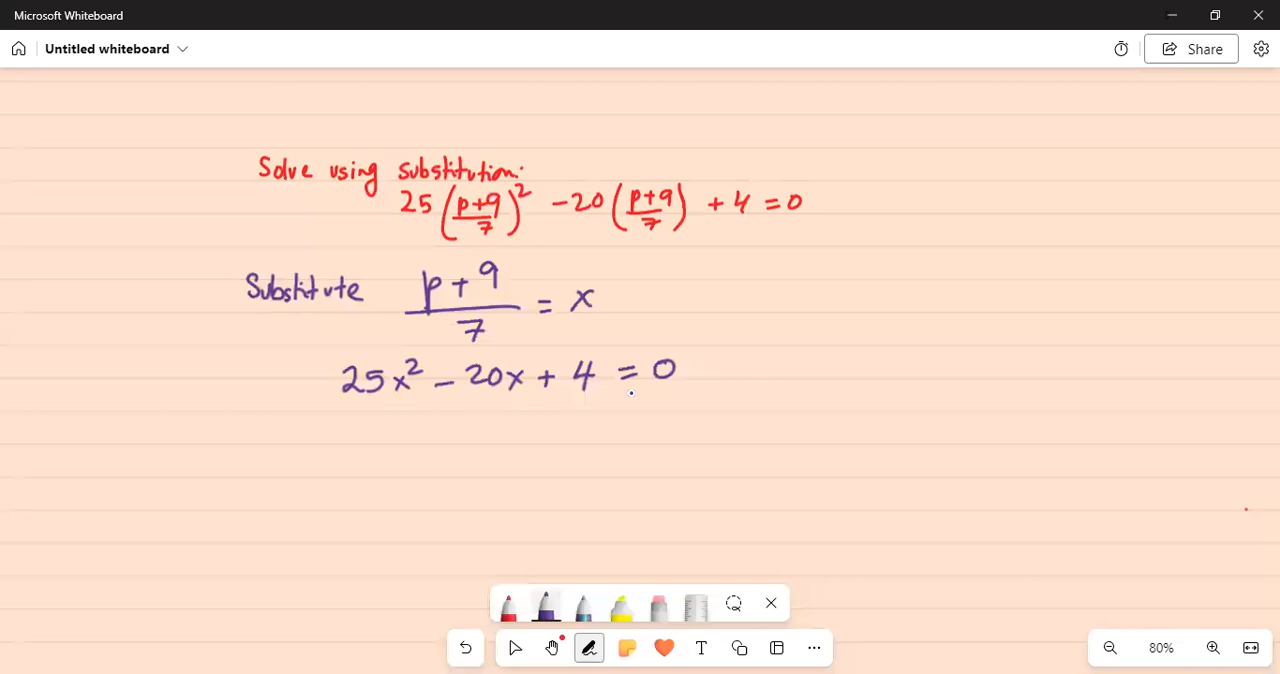 Microsoft Whiteboard
Untitled whiteboard
Share
Solve using substitution:
25 (p+9/7)² - 20 (p+9/7) + 4 = 0
Substitute p+9/7 = x
25x² - 20x + 4 = 0
T
80%